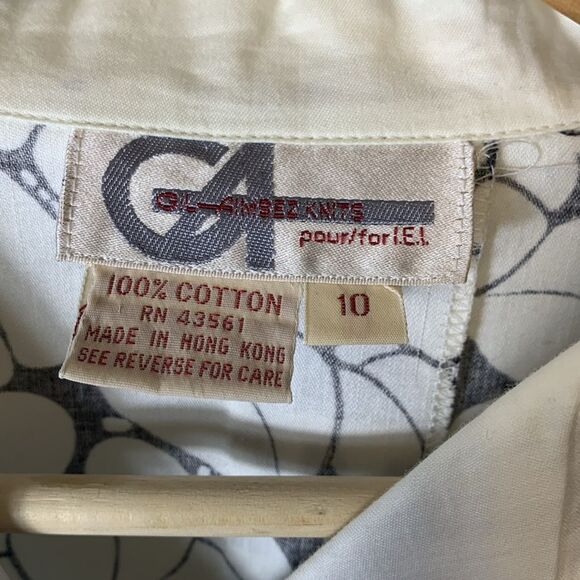 GA
GIL AIMBEZ KNITS
pour/for I.E.I.
100% COTTON
RN 43561
MADE IN HONG KONG
SEE REVERSE FOR CARE
10